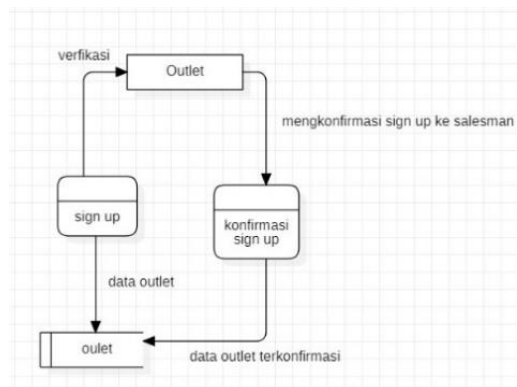 verfikasi
Outlet
mengkonfirmasi sign up ke salesman
sign up
konfirmasi
sign up
data outlet
oulet
data outlet terkonfirmasi